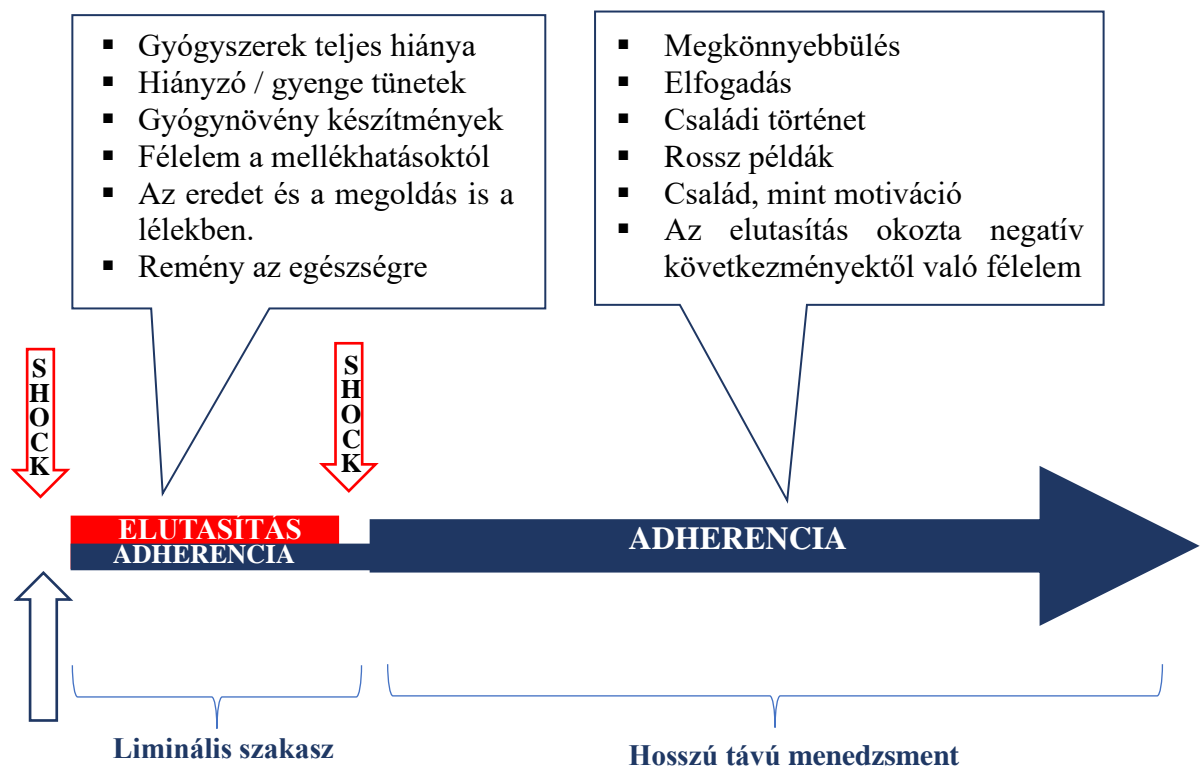 ▪ Gyógyszerek teljes hiánya
▪ Hiányzó / gyenge tünetek
▪ Gyógynövény készítmények
▪ Félelem a mellékhatásoktól
▪ Az eredet és a megoldás is a
lélekben.
▪ Remény az egészségre
▪ Megkönnyebbülés
▪ Elfogadás
▪ Családi történet
▪ Rossz példák
▪ Család, mint motiváció
▪ Az elutasítás okozta negatív
következményektől való félelem
SHOCK
SHOCK
ELUTASÍTÁS
ADHERENCIA
ADHERENCIA
Liminális szakasz
Hosszú távú menedzsment